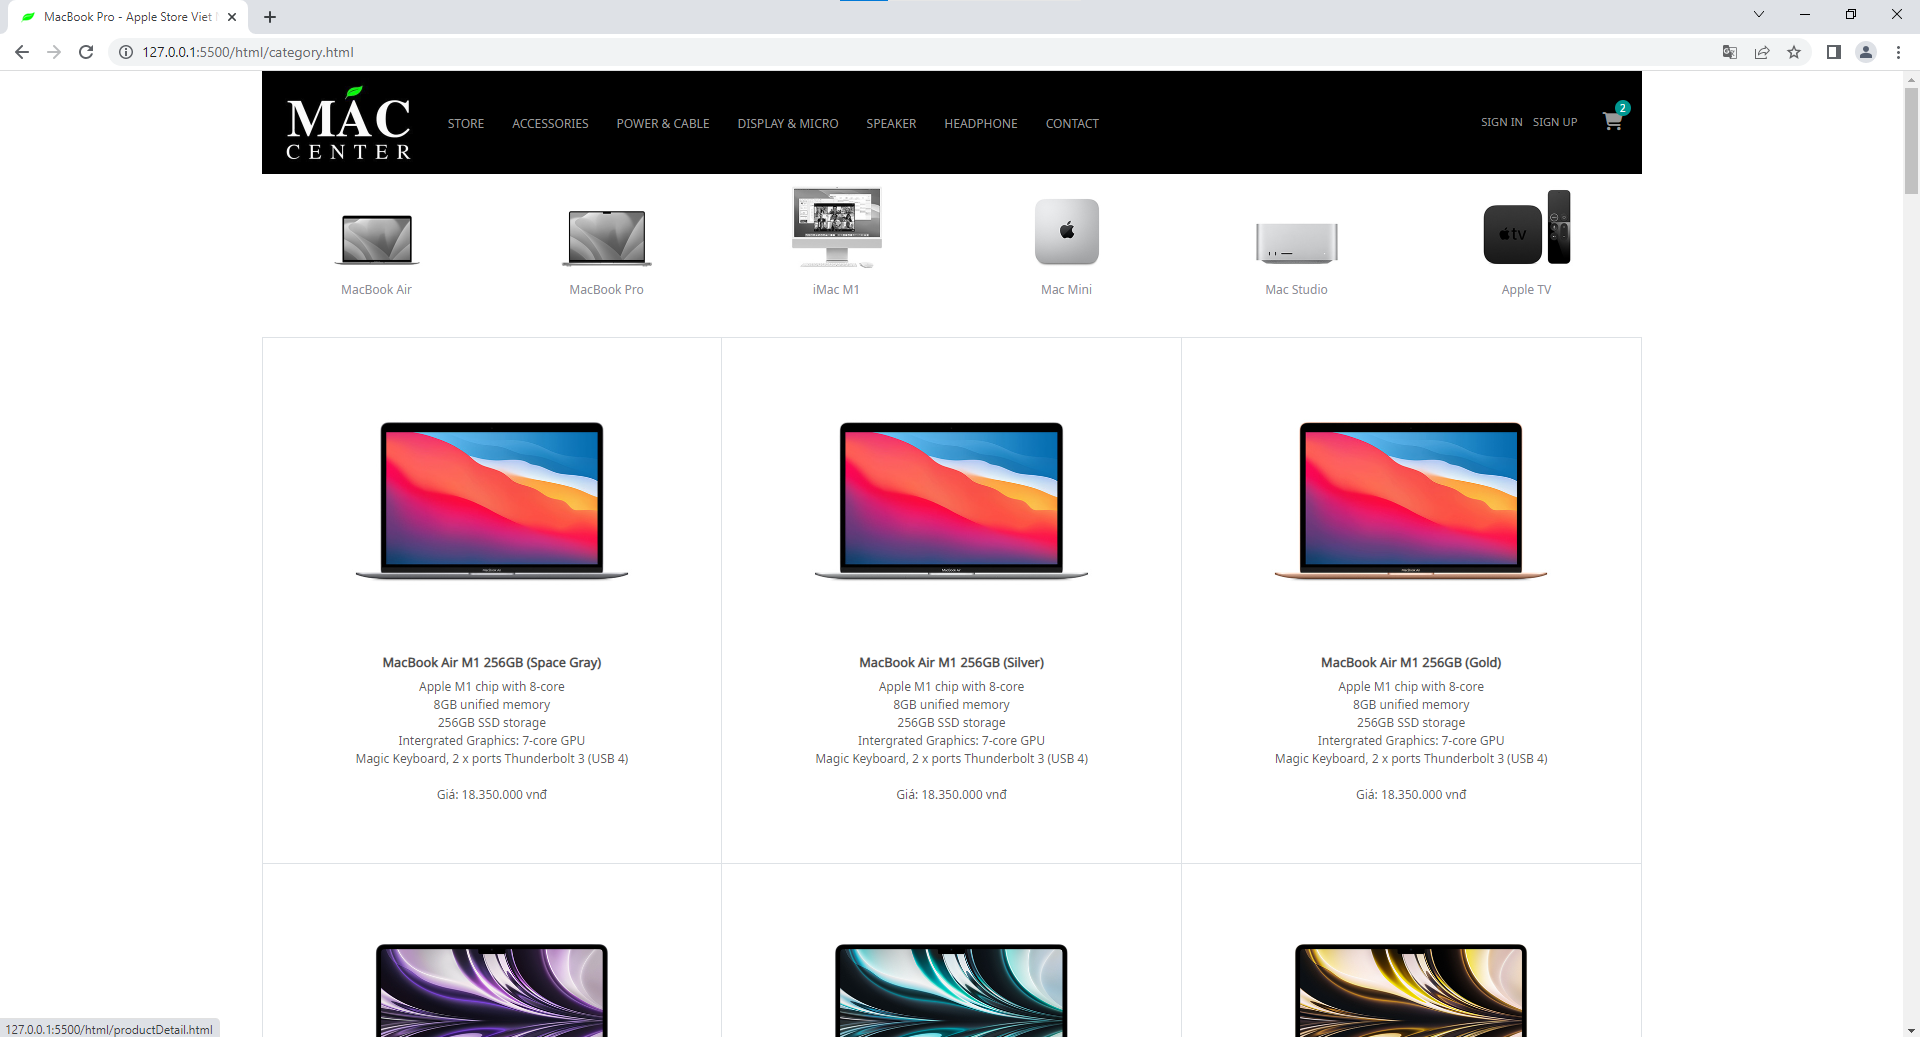 MacBook Pro - Apple Store Viet
127.0.0.1:5500/html/category.html
MAC
CENTER
STORE ACCESSORIES POWER & CABLE DISPLAY & MICRO SPEAKER HEADPHONE CONTACT
SIGN IN SIGN UP
2
tv
MacBook Air MacBook Pro iMac M1 Mac Mini Mac Studio Apple TV
MacBook Air MacBook Air MacBook Air
MacBook Air M1 256GB (Space Gray)
Apple M1 chip with 8-core
8GB unified memory
256GB SSD storage
Intergrated Graphics: 7-core GPU
Magic Keyboard, 2 x ports Thunderbolt 3 (USB 4)
Giá: 18.350.000 vnđ
MacBook Air M1 256GB (Silver)
Apple M1 chip with 8-core
8GB unified memory
256GB SSD storage
Intergrated Graphics: 7-core GPU
Magic Keyboard, 2 x ports Thunderbolt 3 (USB 4)
Giá: 18.350.000 vnđ
MacBook Air M1 256GB (Gold)
Apple M1 chip with 8-core
8GB unified memory
256GB SSD storage
Intergrated Graphics: 7-core GPU
Magic Keyboard, 2 x ports Thunderbolt 3 (USB 4)
Giá: 18.350.000 vnđ
127.0.0.1:5500/html/productDetail.html